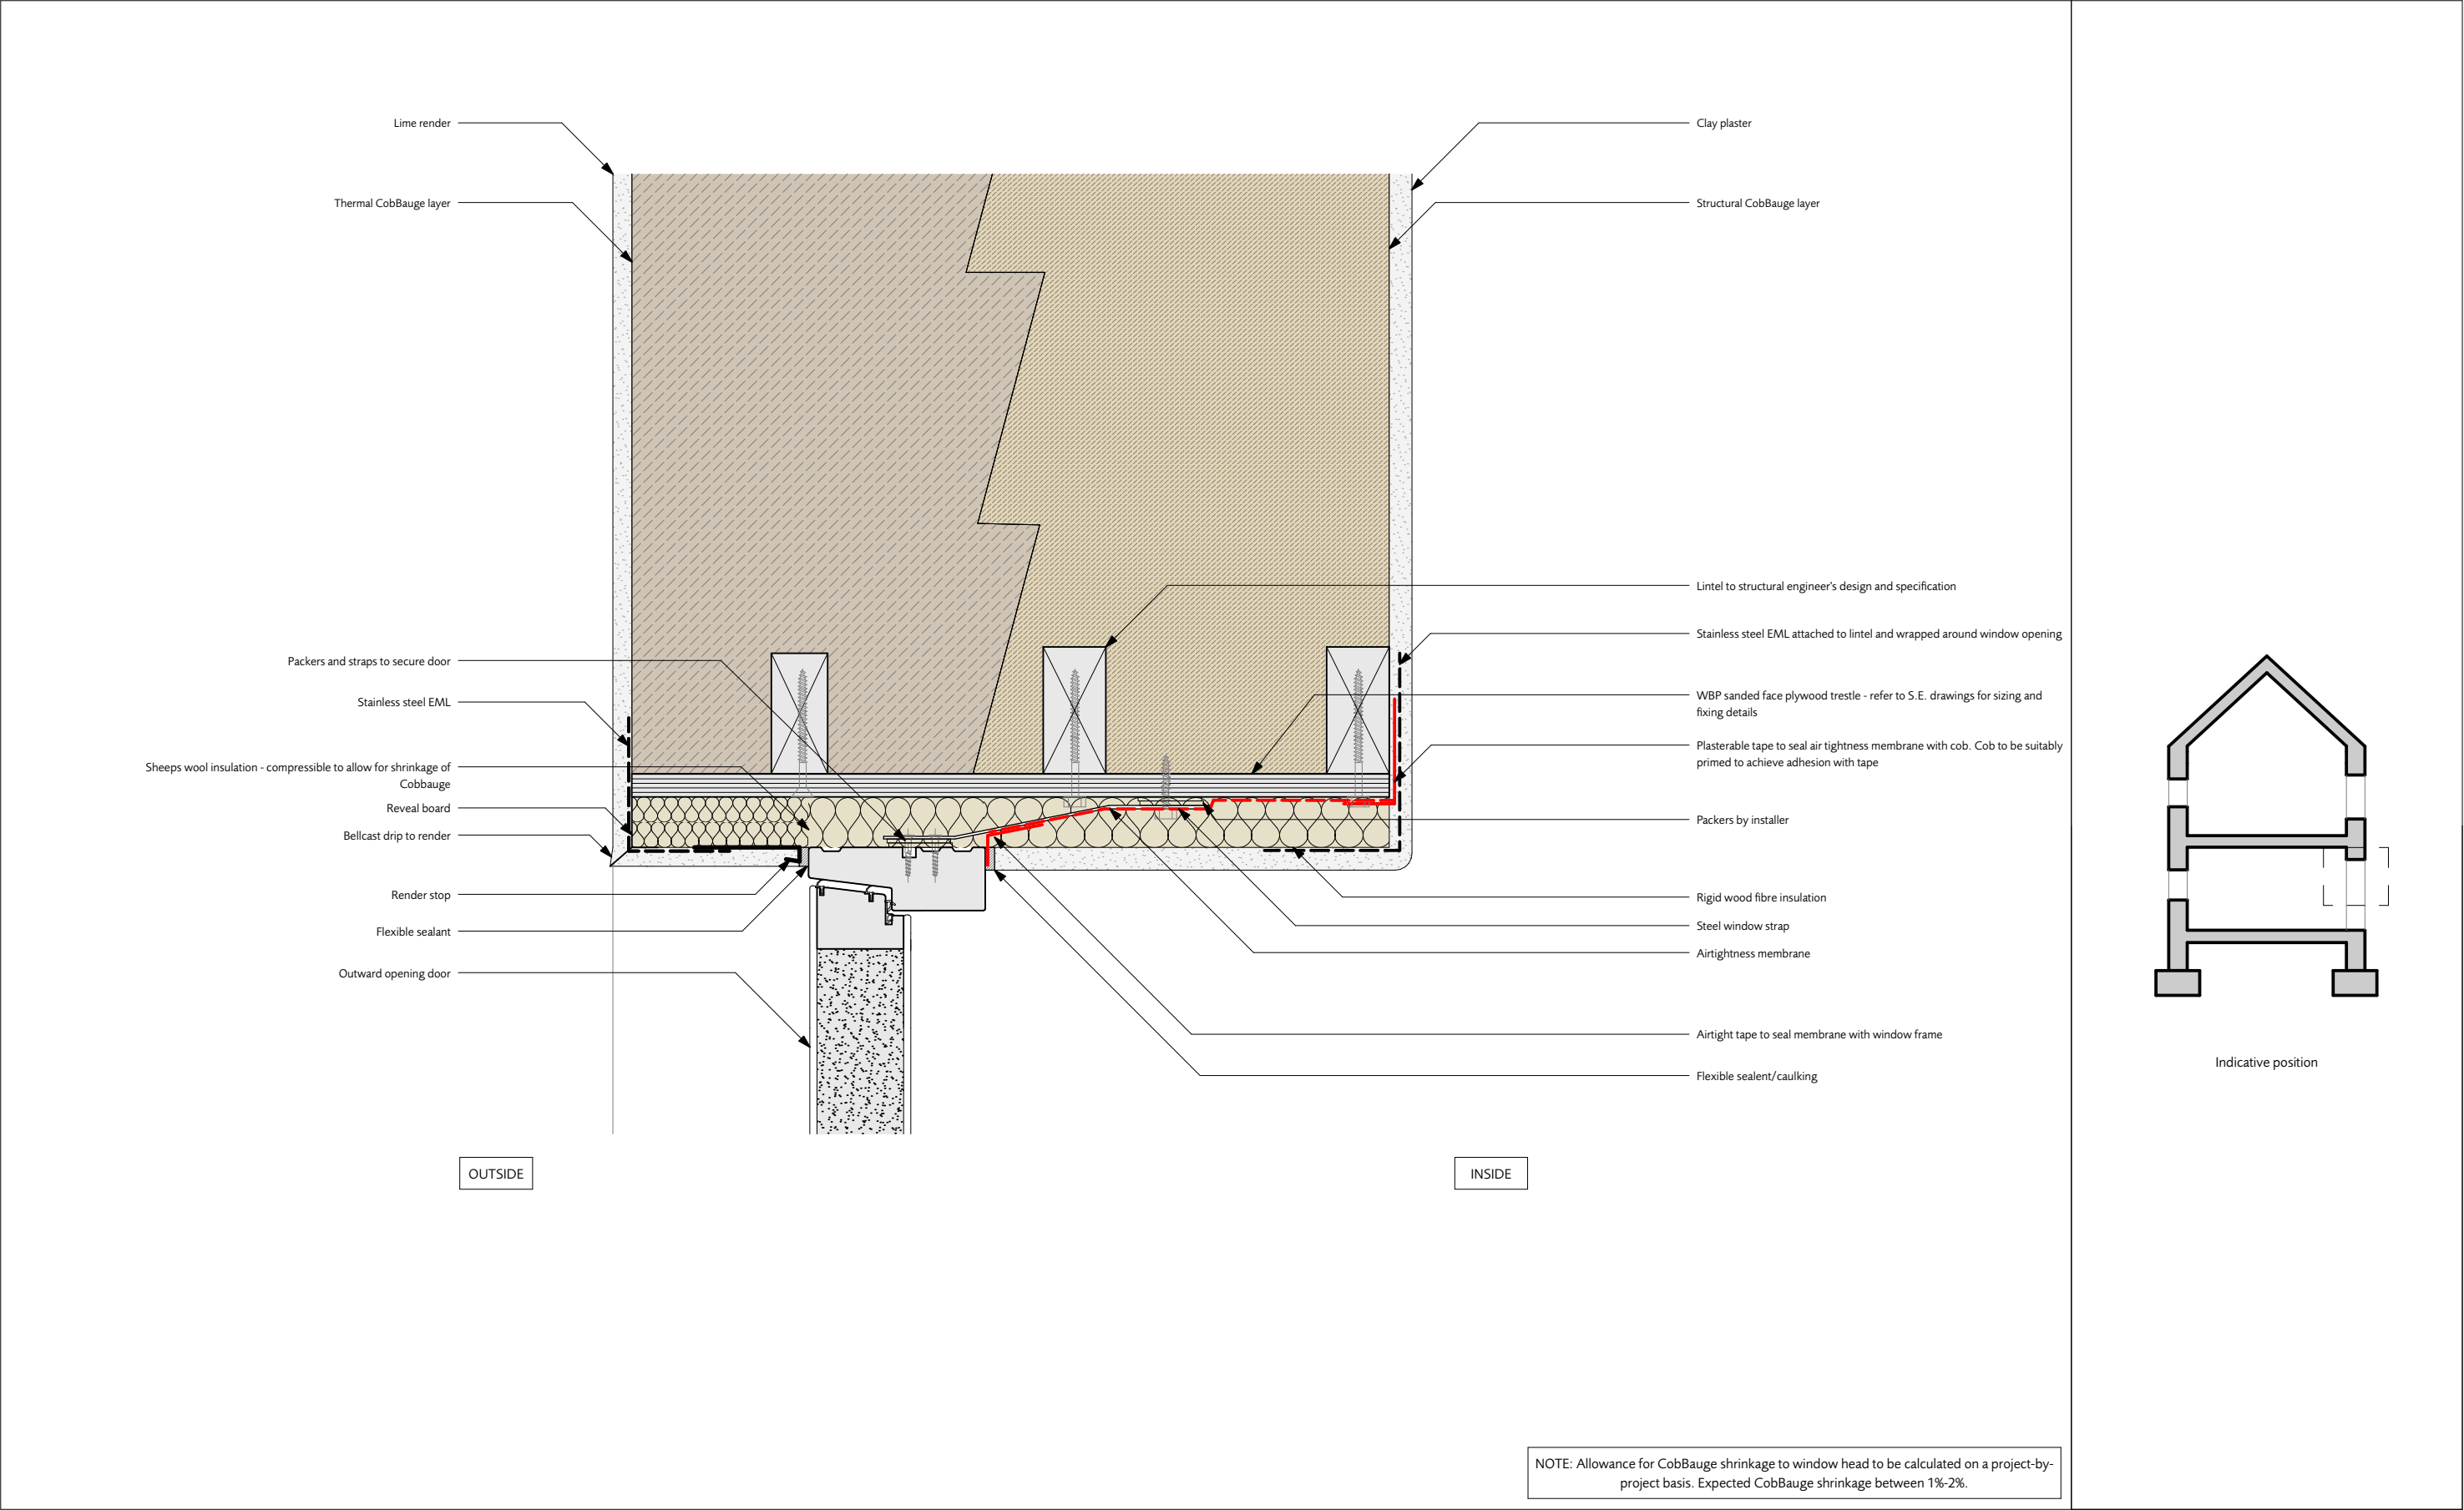 Lime render
Thermal CobBauge layer
Packers and straps to secure door
Stainless steel EML
Sheeps wool insulation - compressible to allow for shrinkage of
Cobbauge
Reveal board
Bellcast drip to render
Render stop
Flexible sealant
Outward opening door
Clay plaster
Structural CobBauge layer
Lintel to structural engineer's design and specification
Stainless steel EML attached to lintel and wrapped around window opening
WBP sanded face plywood trestle - refer to S.E. drawings for sizing and
fixing details
Plasterable tape to seal air tightness membrane with cob. Cob to be suitably
primed to achieve adhesion with tape
Packers by installer
Rigid wood fibre insulation
Steel window strap
Airtightness membrane
Airtight tape to seal membrane with window frame
Flexible sealent/caulking
OUTSIDE
INSIDE
Indicative position
NOTE: Allowance for CobBauge shrinkage to window head to be calculated on a project-by-
project basis. Expected CobBauge shrinkage between 1%-2%.